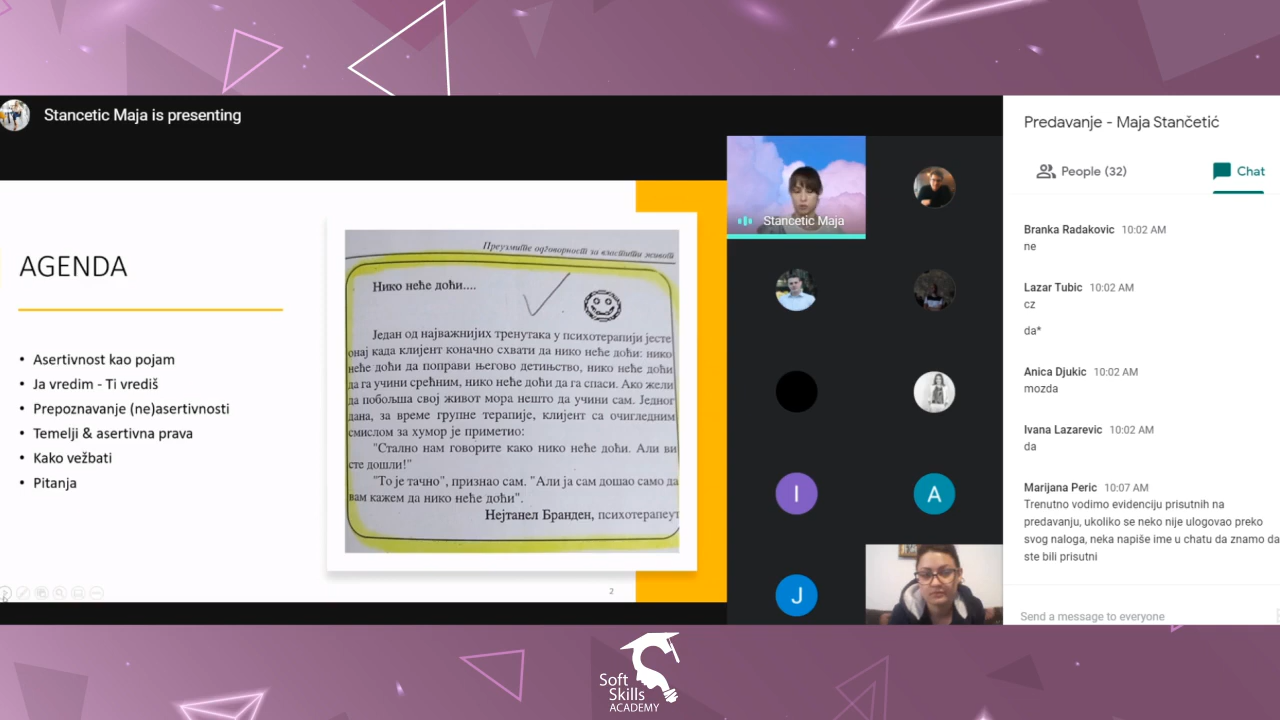 Stancetic Maja is presenting
AGENDA
• Asertivnost kao pojam
• Ja vredim - Ti vrediš
• Prepoznavanje (ne)asertivnosti
• Temelji & asertivna prava
• Kako vežbati
• Pitanja
Преузмите одговорност за властити живот
Нико неће доћи....
Један од најважнијих тренутака у психотерапији јесте
онај када клијент коначно схвати да нико неће доћи: нико
неће доћи да поправи његово детињство, нико неће доћи
да га учини срећним, нико неће доћи да га спаси. Ако жели
да побољша свој живот мора нешто да учини сам. Једног
дана, за време групне терапије, клијент са очигледним
смислом за хумор је приметио:
"Стално нам говорите како нико неће доћи. Али ви
сте дошли!"
"То је тачно", признао сам. "Али ја сам дошао само да
вам кажем да нико неће доћи".
Нејтанел Бранден, психотерапеут
2
Stancetic Maja
I
A
J
Predavanje - Maja Stančetić
People (32)
Chat
Branka Radakovic 10:02 AM
ne
Lazar Tubic 10:02 AM
cz
da*
Anica Djukic 10:02 AM
mozda
Ivana Lazarevic 10:02 AM
da
Marijana Peric 10:07 AM
Trenutno vodimo evidenciju prisutnih na
predavanju, ukoliko se neko nije ulogovao preko
svog naloga, neka napiše ime u chatu da znamo da
ste bili prisutni
Send a message to everyone
Soft
Skills
ACADEMY